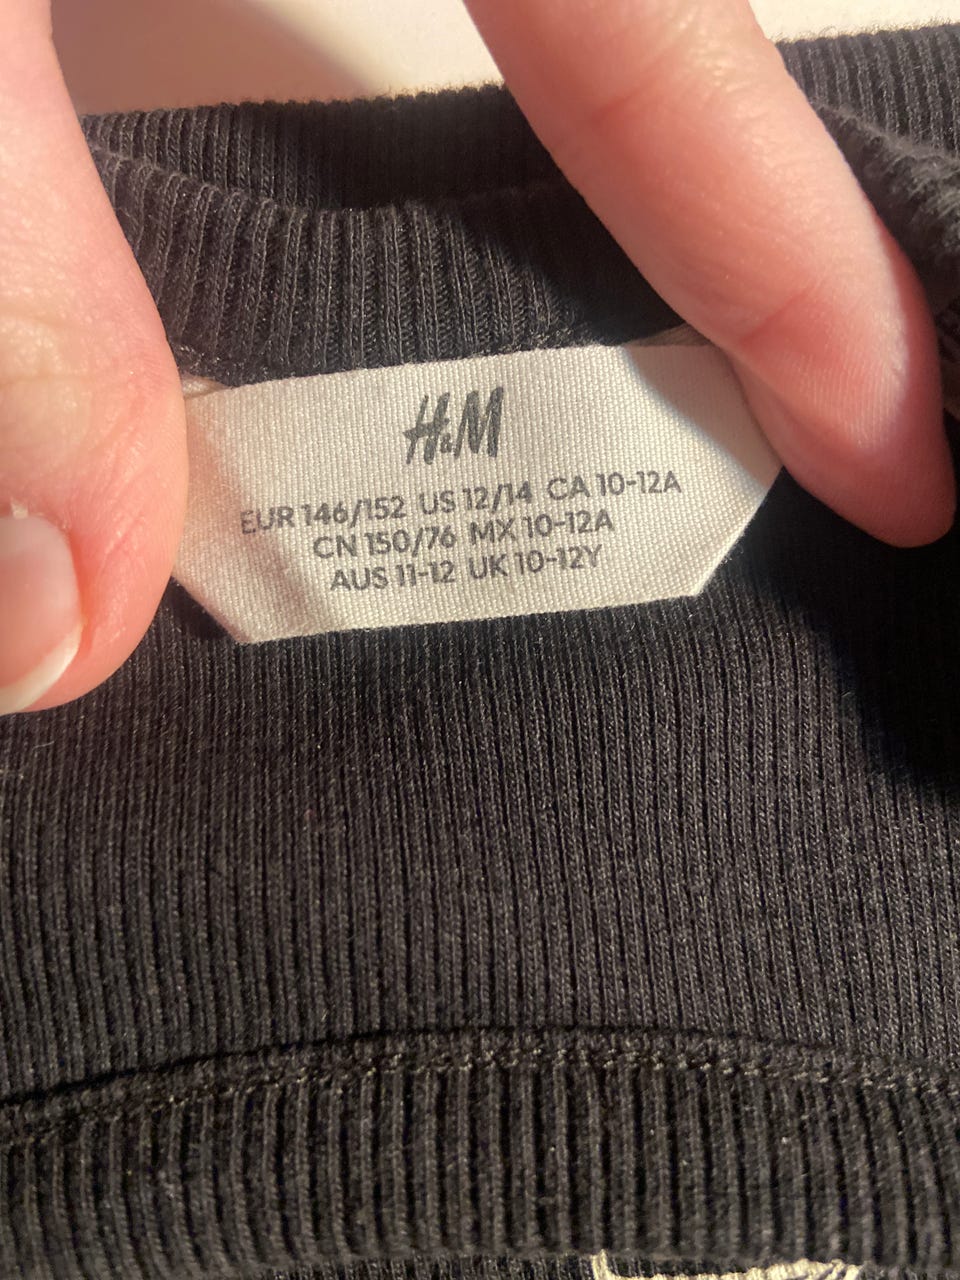 H&M
EUR 146/152 US 12/14 CA 10-12A
CN 150/76 MX 10-12A
AUS 11-12 UK 10-12Y